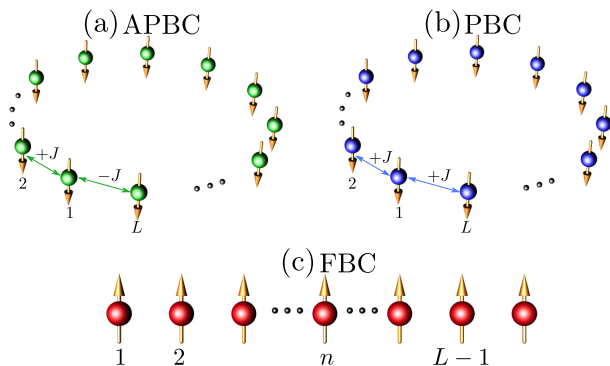 (a) APBC
(b) PBC
+J
−J
2
1
L
+J
+J
2
1
L
(c) FBC
1 2 n L − 1